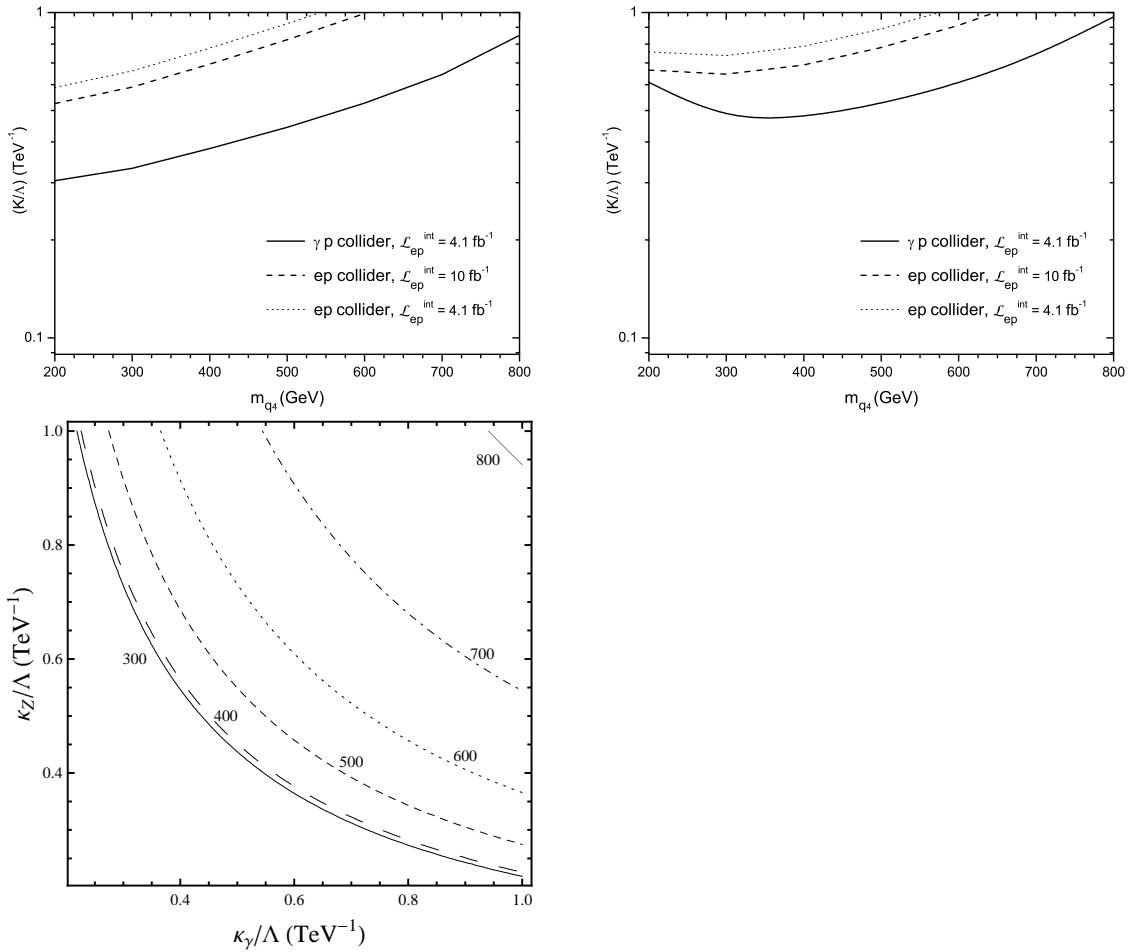 1
0.1
(K/Λ) (TeV⁻¹)
γ p collider, ℒ_ep^int = 4.1 fb⁻¹
ep collider, ℒ_ep^int = 10 fb⁻¹
ep collider, ℒ_ep^int = 4.1 fb⁻¹
200 300 400 500 600 700 800
m_q₄ (GeV)
1
0.1
(K/Λ) (TeV⁻¹)
γ p collider, ℒ_ep^int = 4.1 fb⁻¹
ep collider, ℒ_ep^int = 10 fb⁻¹
ep collider, ℒ_ep^int = 4.1 fb⁻¹
200 300 400 500 600 700 800
m_q₄ (GeV)
1.0
0.8
0.6
0.4
κ_Z/Λ (TeV⁻¹)
800
700
300
400
600
500
0.4 0.6 0.8 1.0
κ_γ/Λ (TeV⁻¹)